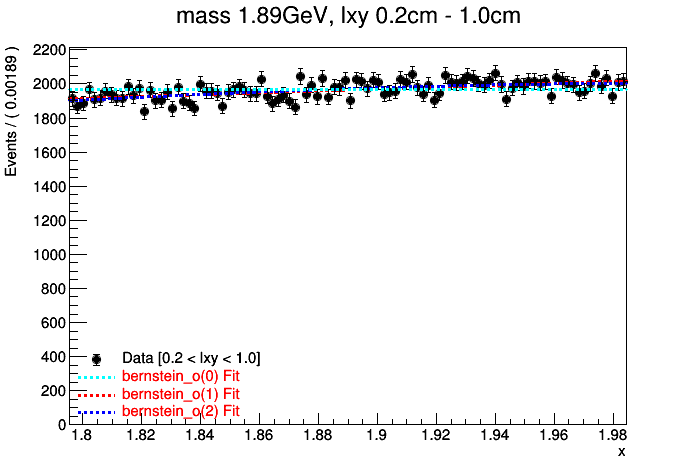 mass 1.89GeV, lxy 0.2cm - 1.0cm
Events / ( 0.00189 )
2200
2000
1800
1600
1400
1200
1000
800
600
400
200
0
Data [0.2 < lxy < 1.0]
bernstein_o(0) Fit
bernstein_o(1) Fit
bernstein_o(2) Fit
1.8 1.82 1.84 1.86 1.88 1.9 1.92 1.94 1.96 1.98
x